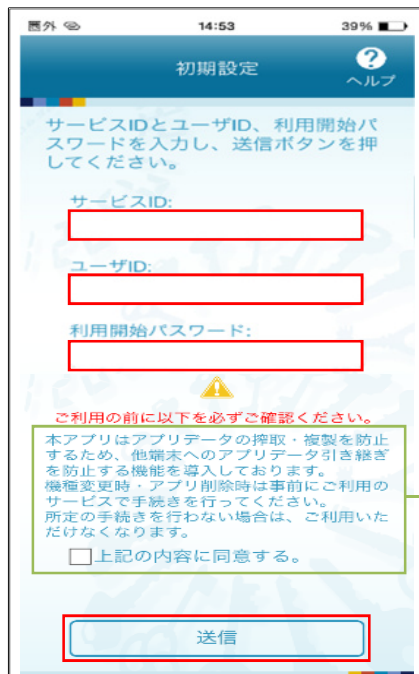 圏外 14:53 39%
初期設定 ?
ヘルプ
サービスIDとユーザID、利用開始パ
スワードを入力し、送信ボタンを押
してください。
サービスID:
ユーザID:
利用開始パスワード:
ご利用の前に以下を必ずご確認ください。
本アプリはアプリデータの搾取・複製を防止
するため、他端末へのアプリデータ引き継ぎ
を防止する機能を導入しております。
機種変更時・アプリ削除時は事前にご利用の
サービスで手続きを行ってください。
所定の手続きを行わない場合は、ご利用いた
だけなくなります。
上記の内容に同意する。
送信